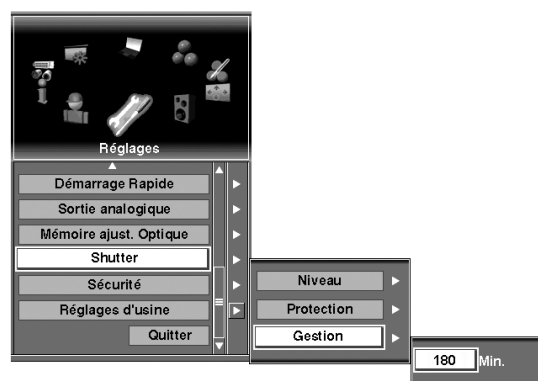 Réglages
Démarrage Rapide
Sortie analogique
Mémoire ajust. Optique
Shutter
Sécurité
Réglages d'usine
Quitter
Niveau
Protection
Gestion
180 Min.